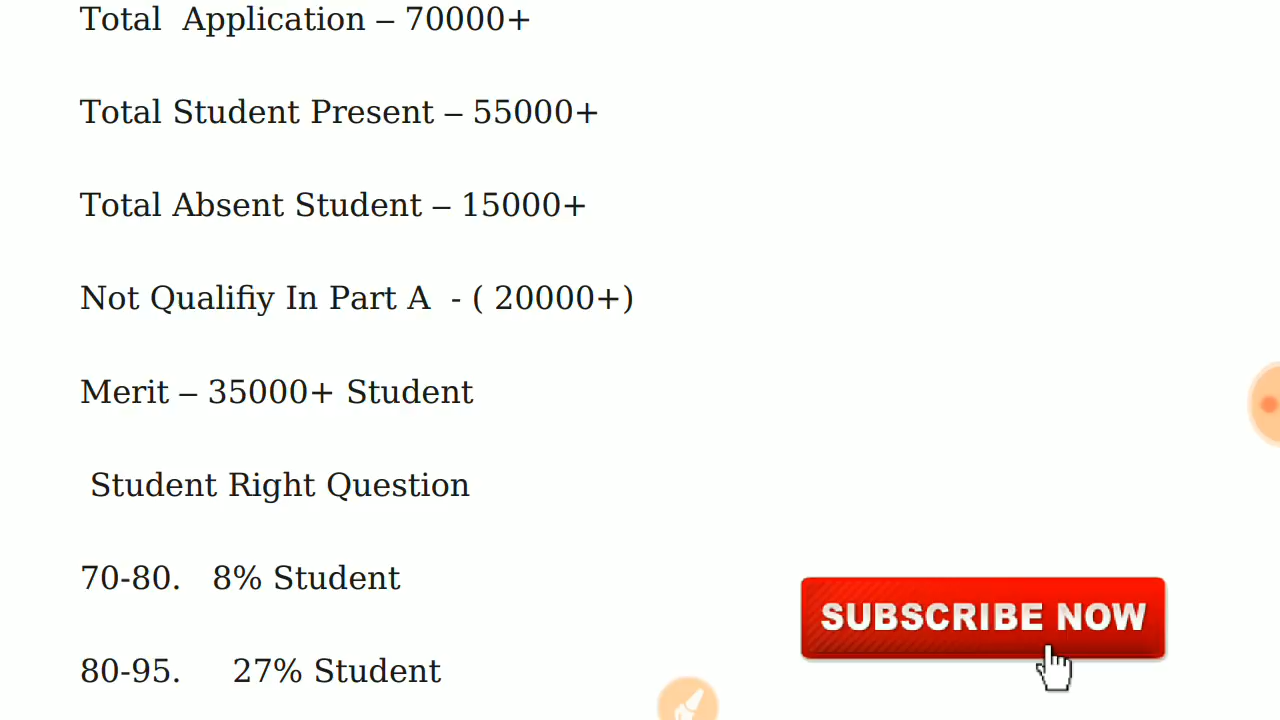 Total Application – 70000+
Total Student Present – 55000+
Total Absent Student – 15000+
Not Qualifiy In Part A - ( 20000+)
Merit – 35000+ Student
Student Right Question
70-80. 8% Student
80-95. 27% Student
SUBSCRIBE NOW